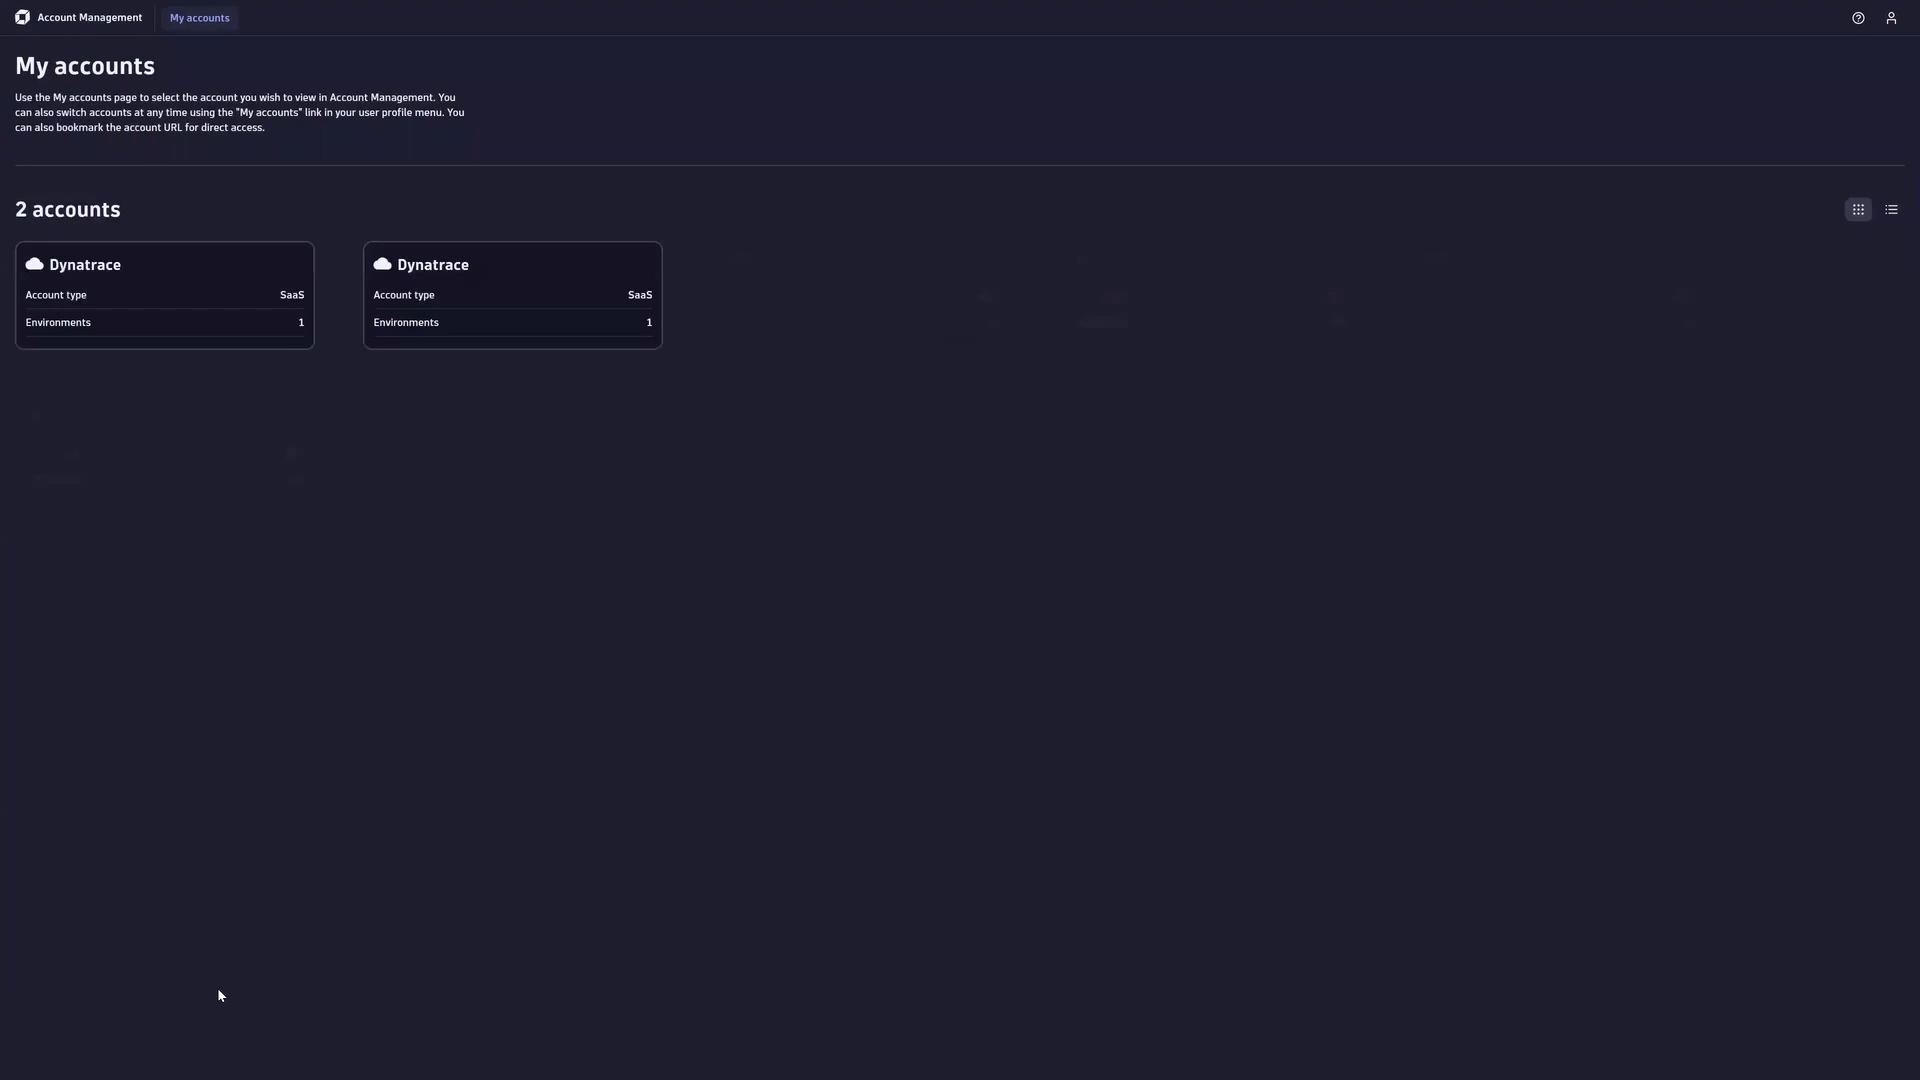 Account Management
My accounts
My accounts
Use the My accounts page to select the account you wish to view in Account Management. You
can also switch accounts at any time using the "My accounts" link in your user profile menu. You
can also bookmark the account URL for direct access.
2 accounts
Dynatrace
Account type SaaS
Environments 1
Dynatrace
Account type SaaS
Environments 1